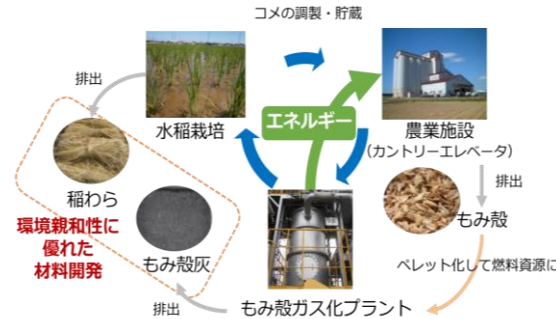 コメの調製・貯蔵
排出
エネルギー
水稲栽培
農業施設
(カントリーエレベータ)
稲わら
排出
もみ殻
環境親和性に
優れた
材料開発
もみ殻灰
ペレット化して燃料資源に
排出
もみ殻ガス化プラント